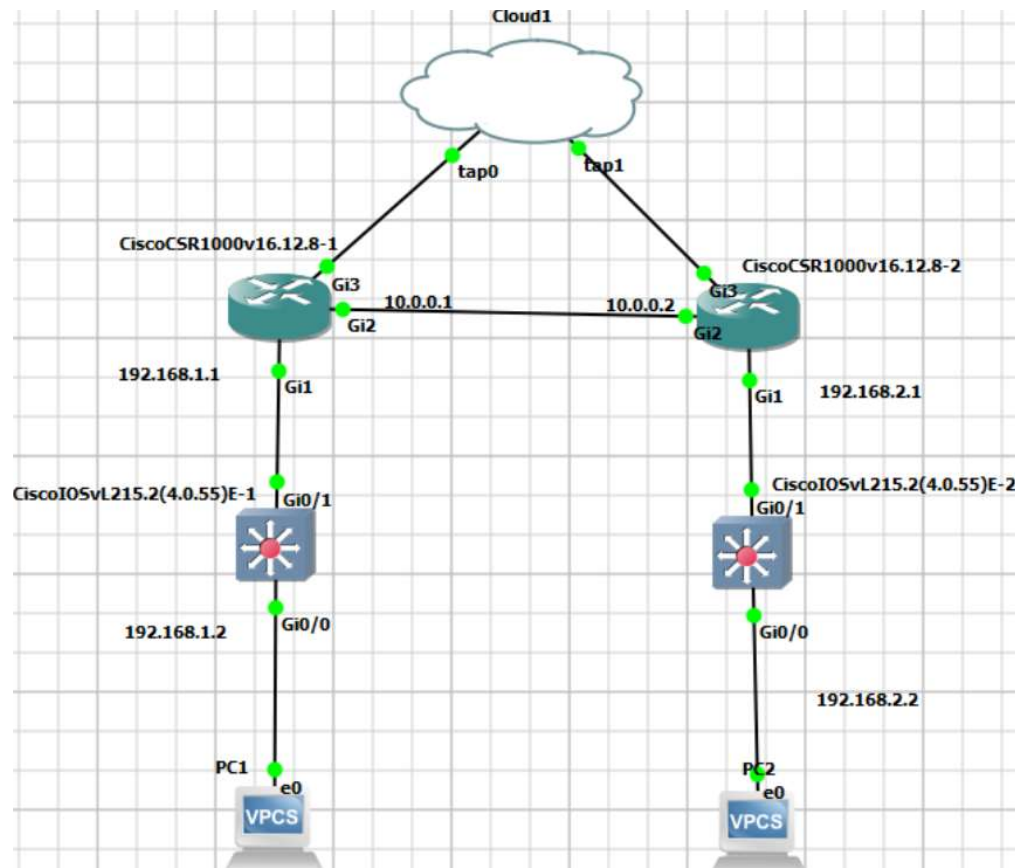 Cloud1
tap0
tap1
CiscoCSR1000v16.12.8-1
CiscoCSR1000v16.12.8-2
Gi3
Gi3
10.0.0.1
10.0.0.2
Gi2
Gi2
192.168.1.1
Gi1
Gi1
192.168.2.1
CiscoIOSvL215.2(4.0.55)E-1
CiscoIOSvL215.2(4.0.55)E-2
Gi0/1
Gi0/1
192.168.1.2
Gi0/0
Gi0/0
192.168.2.2
PC1
PC2
e0
e0
VPCS
VPCS